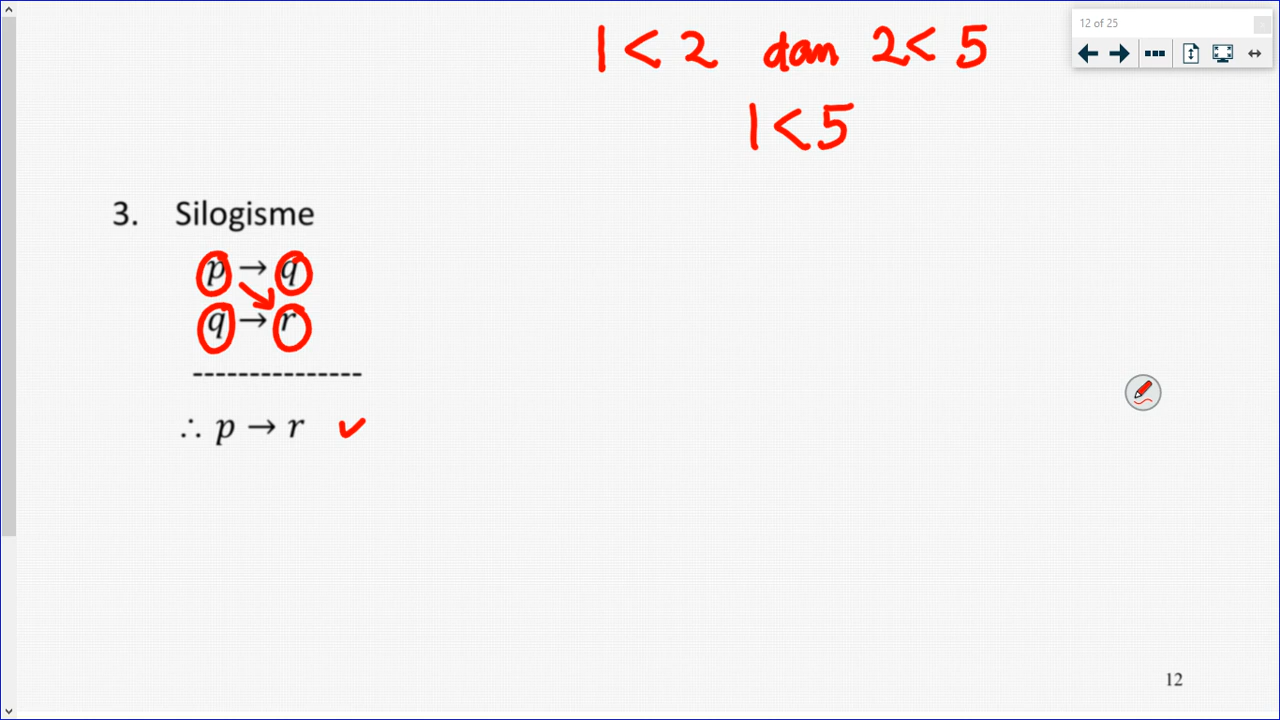 12 of 25
1 < 2 dan 2 < 5
1 < 5
3. Silogisme
p → q
q → r
---------------
∴ p → r ✓
12